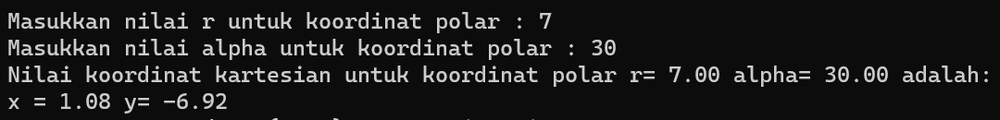 Masukkan nilai r untuk koordinat polar : 7
Masukkan nilai alpha untuk koordinat polar : 30
Nilai koordinat kartesian untuk koordinat polar r= 7.00 alpha= 30.00 adalah:
x = 1.08 y= -6.92